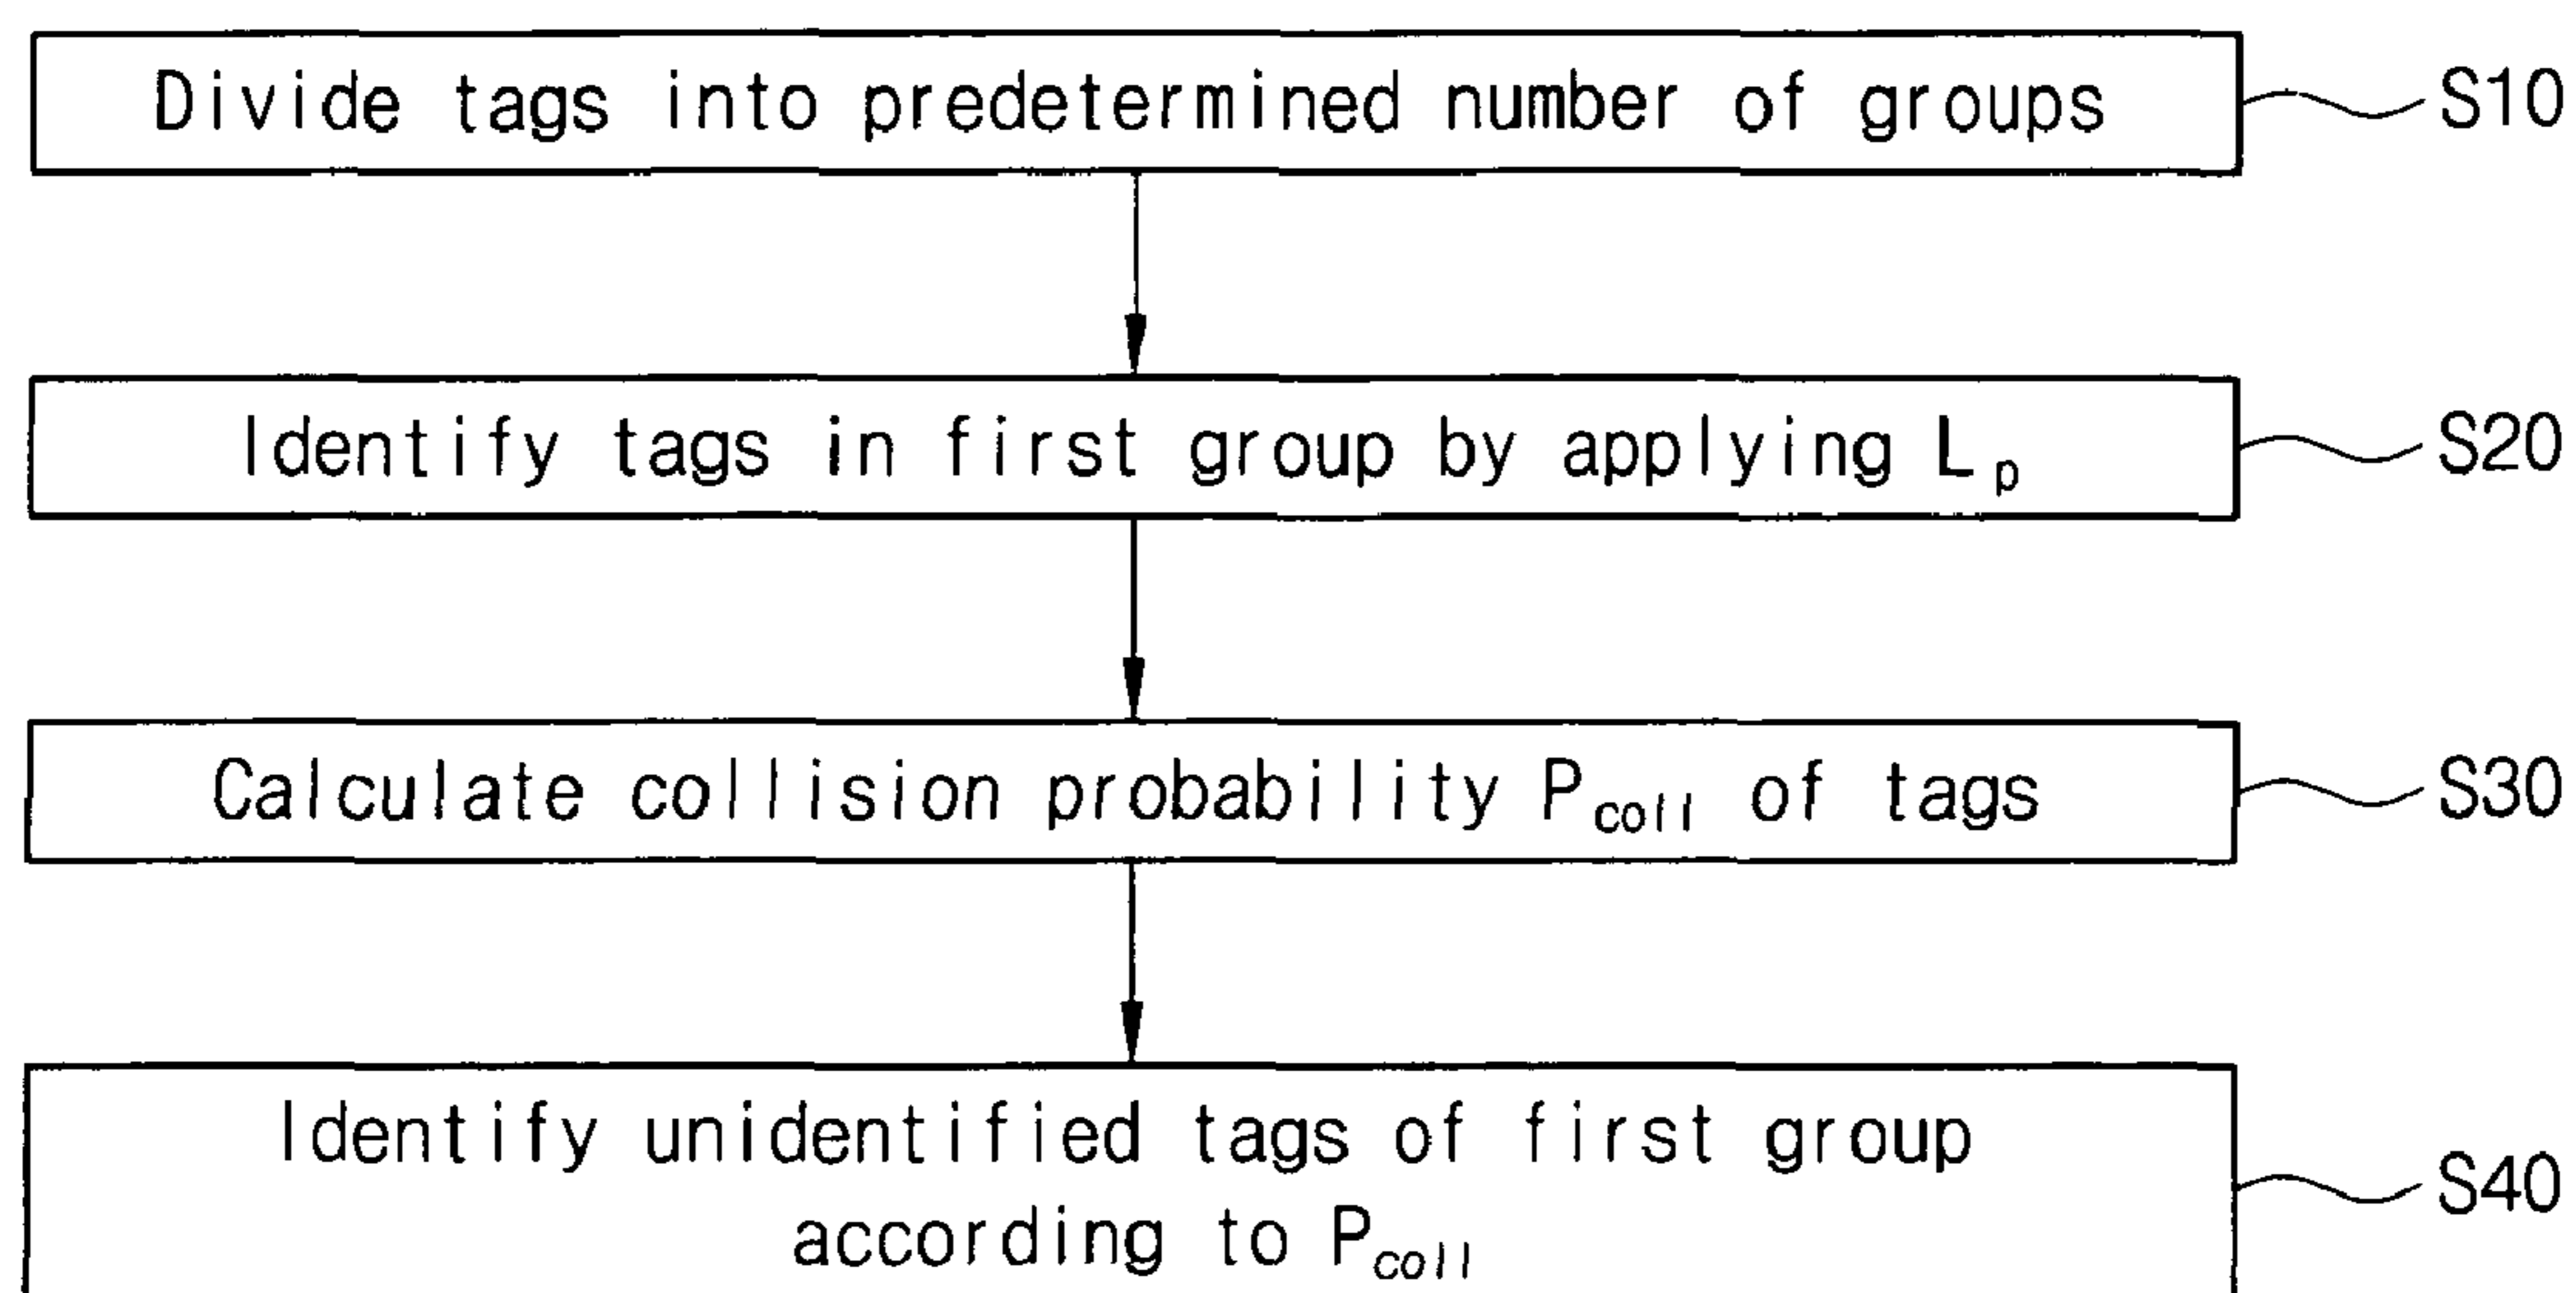 Divide tags into predetermined number of groups S10
Identify tags in first group by applying Lp S20
Calculate collision probability Pcoll of tags S30
Identify unidentified tags of first group
according to Pcoll S40